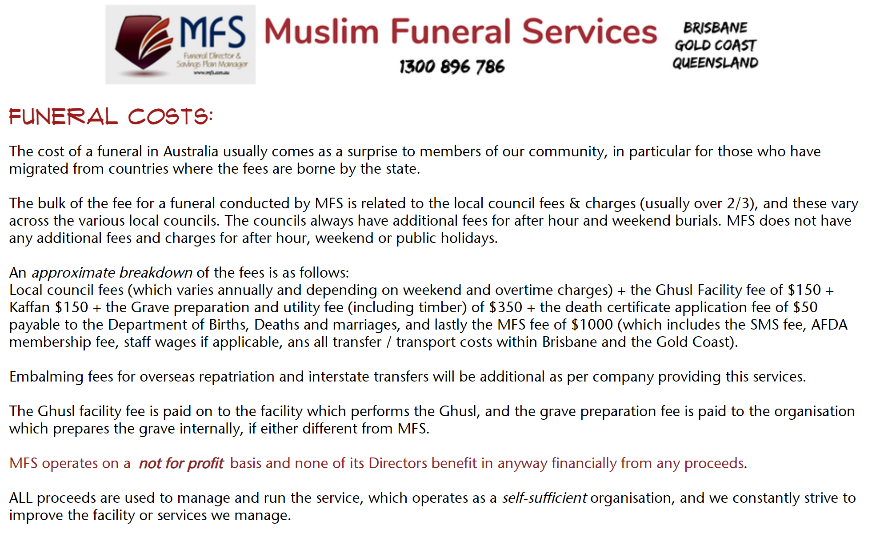 MFS
Funeral Director &
Savings Plan Manager
www.mfs.com.au
Muslim Funeral Services
1300 896 786
BRISBANE
GOLD COAST
QUEENSLAND
FUNERAL COSTS:
The cost of a funeral in Australia usually comes as a surprise to members of our community, in particular for those who have
migrated from countries where the fees are borne by the state.
The bulk of the fee for a funeral conducted by MFS is related to the local council fees & charges (usually over 2/3), and these vary
across the various local councils. The councils always have additional fees for after hour and weekend burials. MFS does not have
any additional fees and charges for after hour, weekend or public holidays.
An approximate breakdown of the fees is as follows:
Local council fees (which varies annually and depending on weekend and overtime charges) + the Ghusl Facility fee of $150 +
Kaffan $150 + the Grave preparation and utility fee (including timber) of $350 + the death certificate application fee of $50
payable to the Department of Births, Deaths and marriages, and lastly the MFS fee of $1000 (which includes the SMS fee, AFDA
membership fee, staff wages if applicable, ans all transfer / transport costs within Brisbane and the Gold Coast).
Embalming fees for overseas repatriation and interstate transfers will be additional as per company providing this services.
The Ghusl facility fee is paid on to the facility which performs the Ghusl, and the grave preparation fee is paid to the organisation
which prepares the grave internally, if either different from MFS.
MFS operates on a not for profit basis and none of its Directors benefit in anyway financially from any proceeds.
ALL proceeds are used to manage and run the service, which operates as a self-sufficient organisation, and we constantly strive to
improve the facility or services we manage.